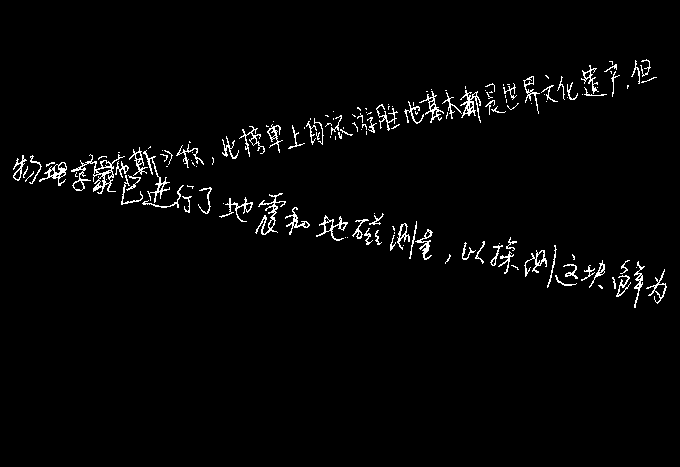 布斯》称，此榜单上的旅游胜地基本都是世界文化遗产，但
物理学家已进行了地震和地磁测量，以探测这块鲜为